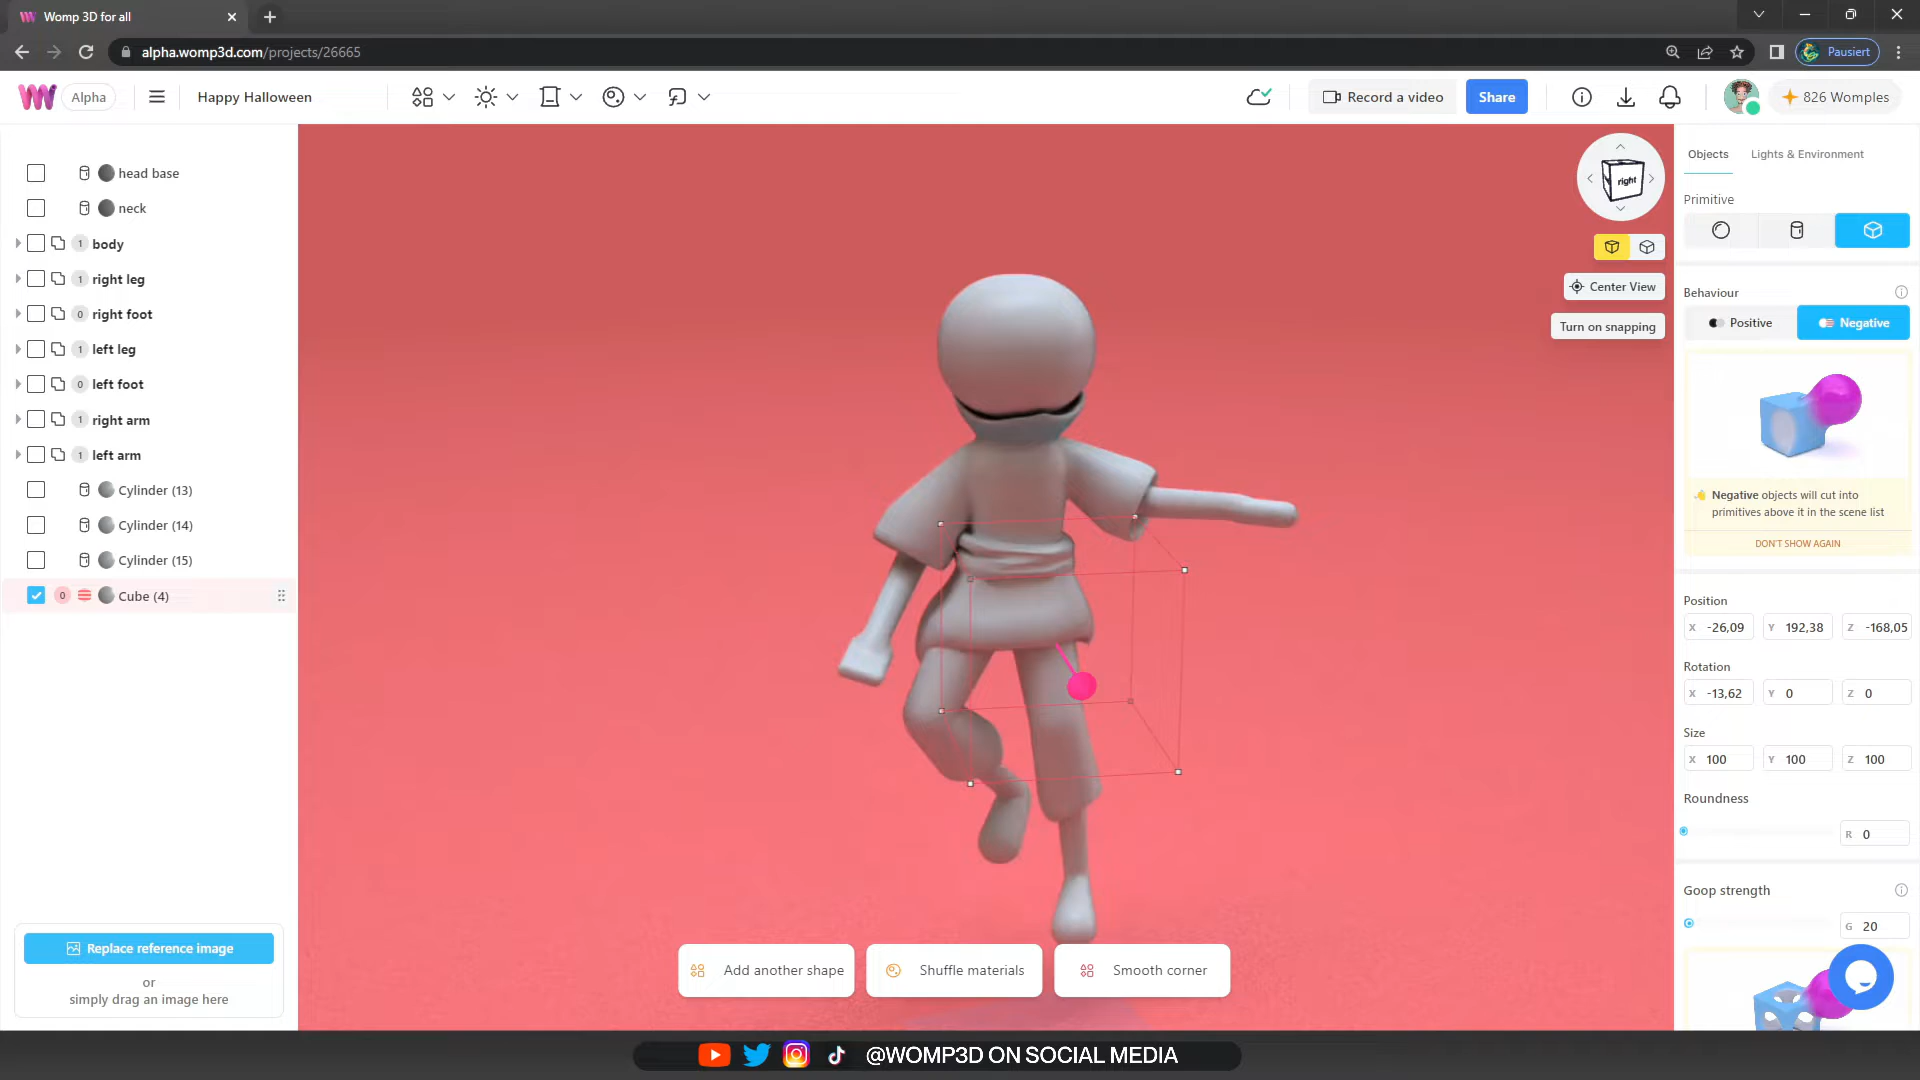 Womp 3D for all
alpha.womp3d.com/projects/26665
Pausiert
Alpha
Happy Halloween
Record a video
Share
826 Womples
head base
neck
1 body
1 right leg
0 right foot
1 left leg
0 left foot
1 right arm
1 left arm
Cylinder (13)
Cylinder (14)
Cylinder (15)
0 Cube (4)
Replace reference image
or
simply drag an image here
right
Center View
Turn on snapping
Add another shape
Shuffle materials
Smooth corner
Objects
Lights & Environment
Primitive
Behaviour
Positive
Negative
Negative objects will cut into
primitives above it in the scene list
DON'T SHOW AGAIN
Position
X -26,09 Y 192,38 Z -168,05
Rotation
X -13,62 Y 0 Z 0
Size
X 100 Y 100 Z 100
Roundness
R 0
Goop strength
G 20
@WOMP3D ON SOCIAL MEDIA